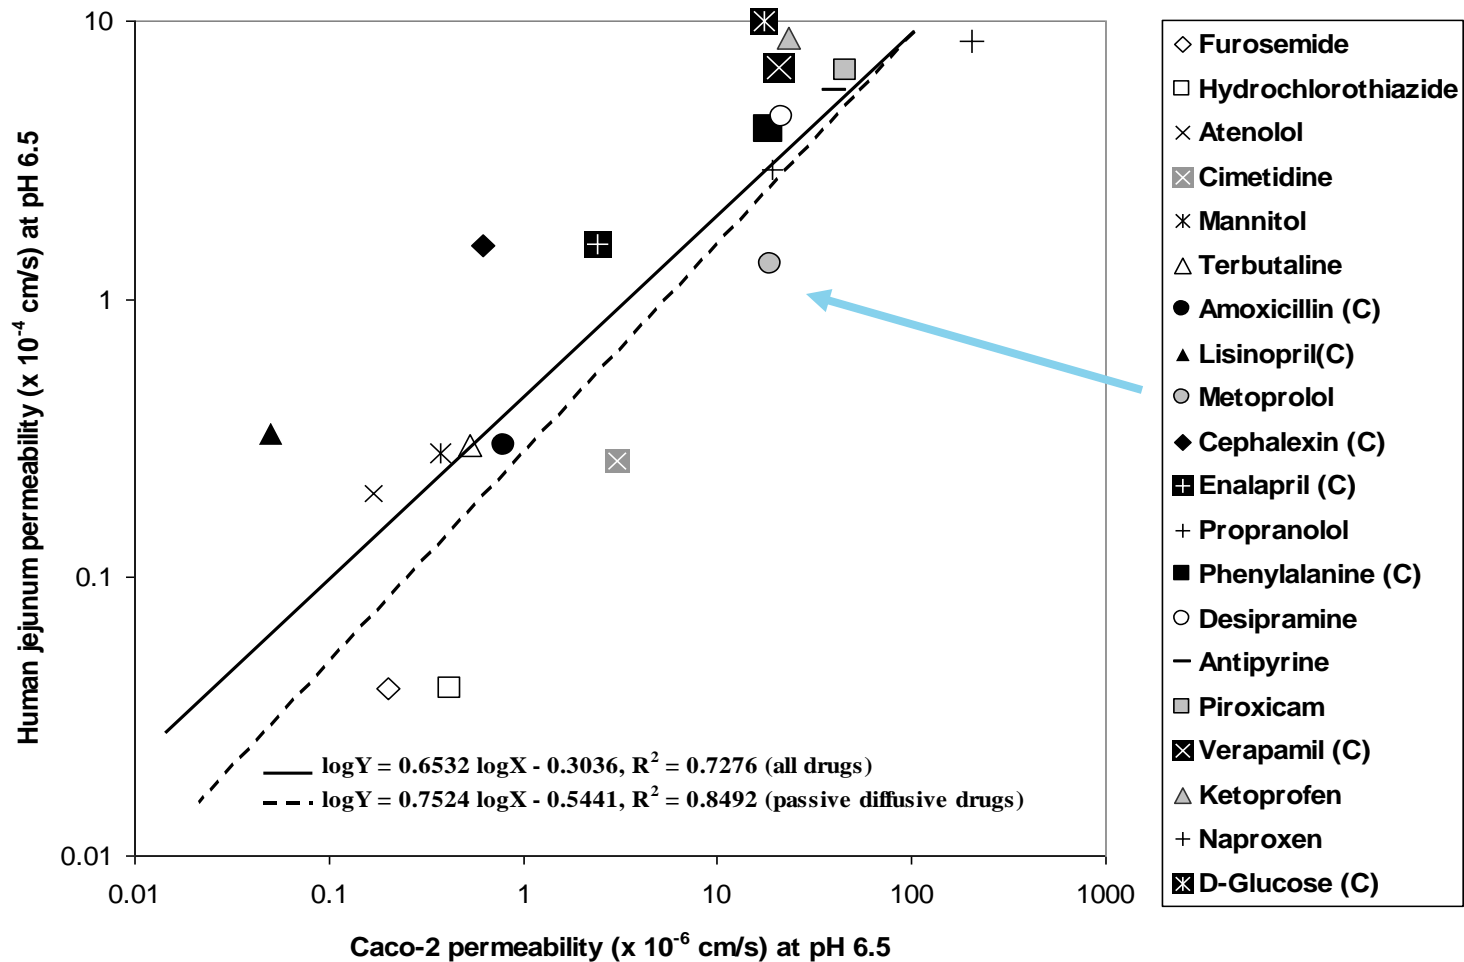 Human jejunum permeability (x 10⁻⁴ cm/s) at pH 6.5
10
1
0.1
0.01
logY = 0.6532 logX - 0.3036, R² = 0.7276 (all drugs)
logY = 0.7524 logX - 0.5441, R² = 0.8492 (passive diffusive drugs)
0.01 0.1 1 10 100 1000
Caco-2 permeability (x 10⁻⁶ cm/s) at pH 6.5
Furosemide
Hydrochlorothiazide
Atenolol
Cimetidine
Mannitol
Terbutaline
Amoxicillin (C)
Lisinopril(C)
Metoprolol
Cephalexin (C)
Enalapril (C)
Propranolol
Phenylalanine (C)
Desipramine
Antipyrine
Piroxicam
Verapamil (C)
Ketoprofen
Naproxen
D-Glucose (C)